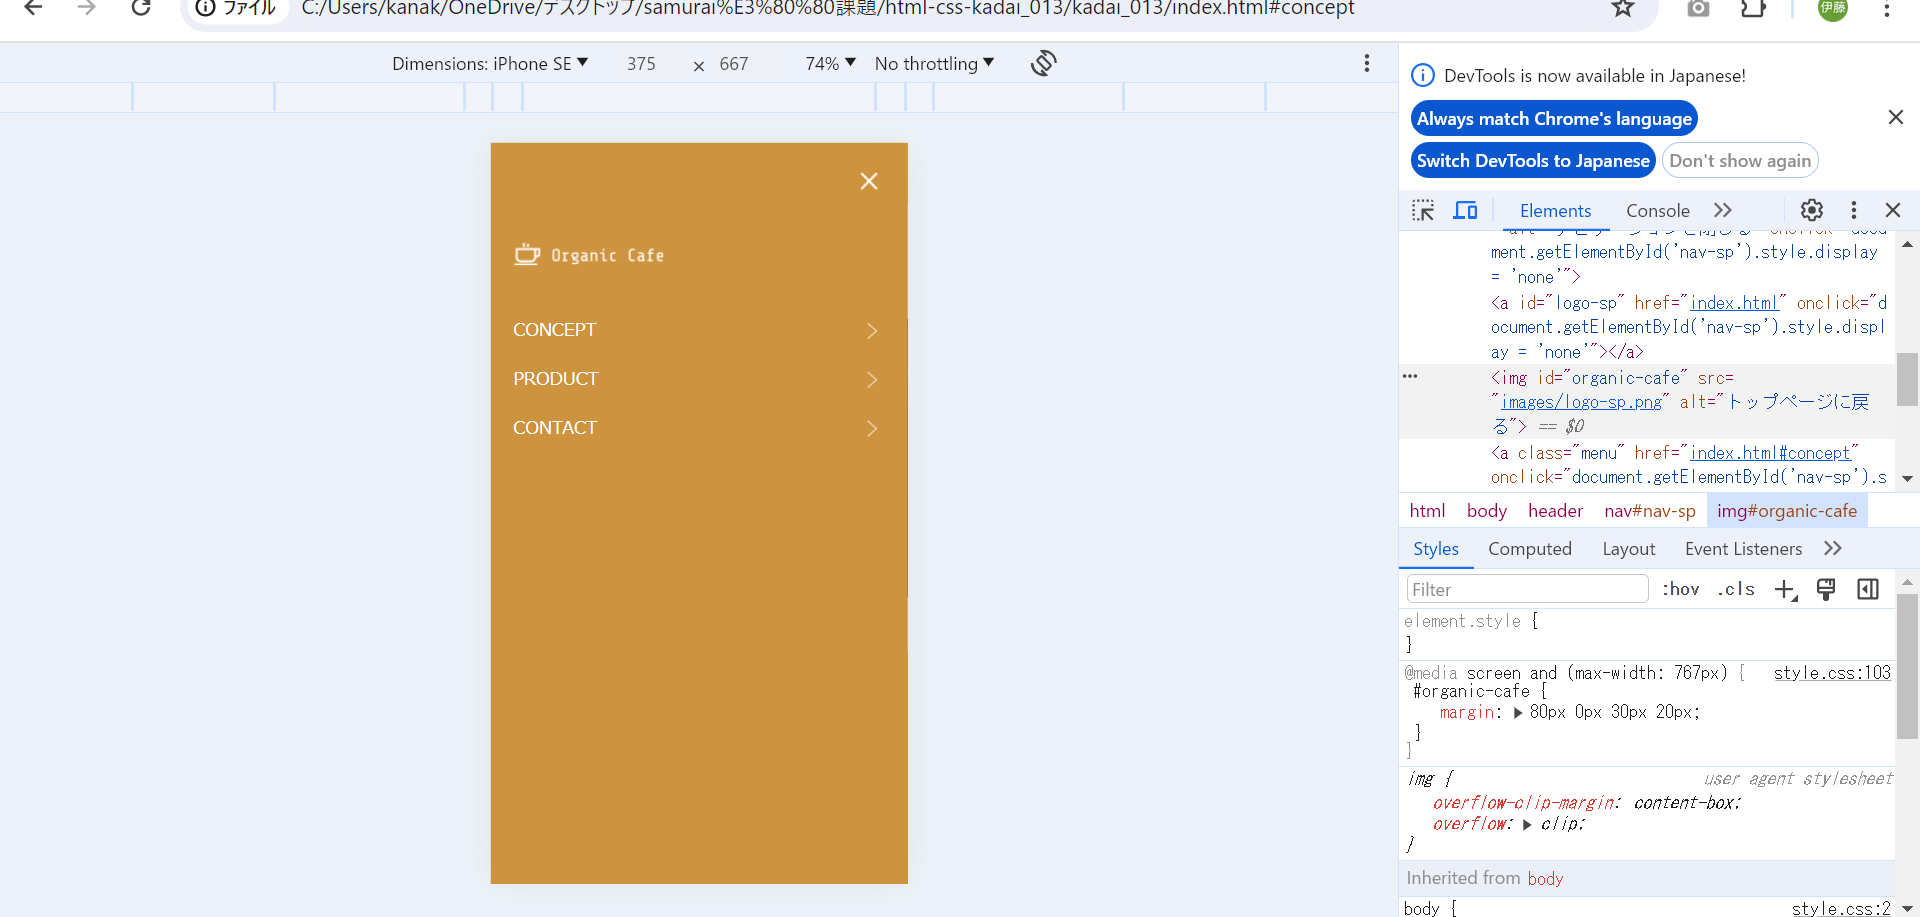 ファイル
C:/Users/kanak/OneDrive/デスクトップ/samurai%E3%80%80課題/html-css-kadai_013/kadai_013/index.html#concept
伊藤
Dimensions: iPhone SE ▼ 375 × 667 74% ▼ No throttling ▼
Organic Cafe
CONCEPT
PRODUCT
CONTACT
DevTools is now available in Japanese!
Always match Chrome's language
Switch DevTools to Japanese
Don't show again
Elements
Console
ment.getElementById('nav-sp').style.display
= 'none'">
<a id="logo-sp" href="index.html" onclick="d
ocument.getElementById('nav-sp').style.displ
ay = 'none'"></a>
<img id="organic-cafe" src=
"images/logo-sp.png" alt="トップページに戻
る"> == $0
<a class="menu" href="index.html#concept"
onclick="document.getElementById('nav-sp').s
html body header nav#nav-sp img#organic-cafe
Styles Computed Layout Event Listeners
Filter :hov .cls
element.style {
}
@media screen and (max-width: 767px) { style.css:103
#organic-cafe {
margin: ▶ 80px 0px 30px 20px;
}
}
img { user agent stylesheet
overflow-clip-margin: content-box;
overflow: ▶ clip;
}
Inherited from body
body { style.css:2